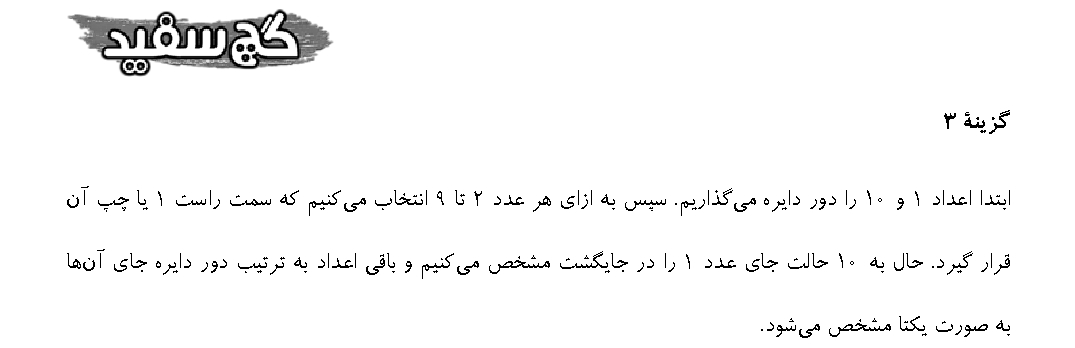 گچ سفید
گزینهٔ ۳
ابتدا اعداد ۱ و ۱۰ را دور دایره می‌گذاریم. سپس به ازای هر عدد ۲ تا ۹ انتخاب می‌کنیم که سمت راست ۱ یا چپ آن
قرار گیرد. حال به ۱۰ حالت جای عدد ۱ را در جایگشت مشخص می‌کنیم و باقی اعداد به ترتیب دور دایره جای آن‌ها
به صورت یکتا مشخص می‌شود.